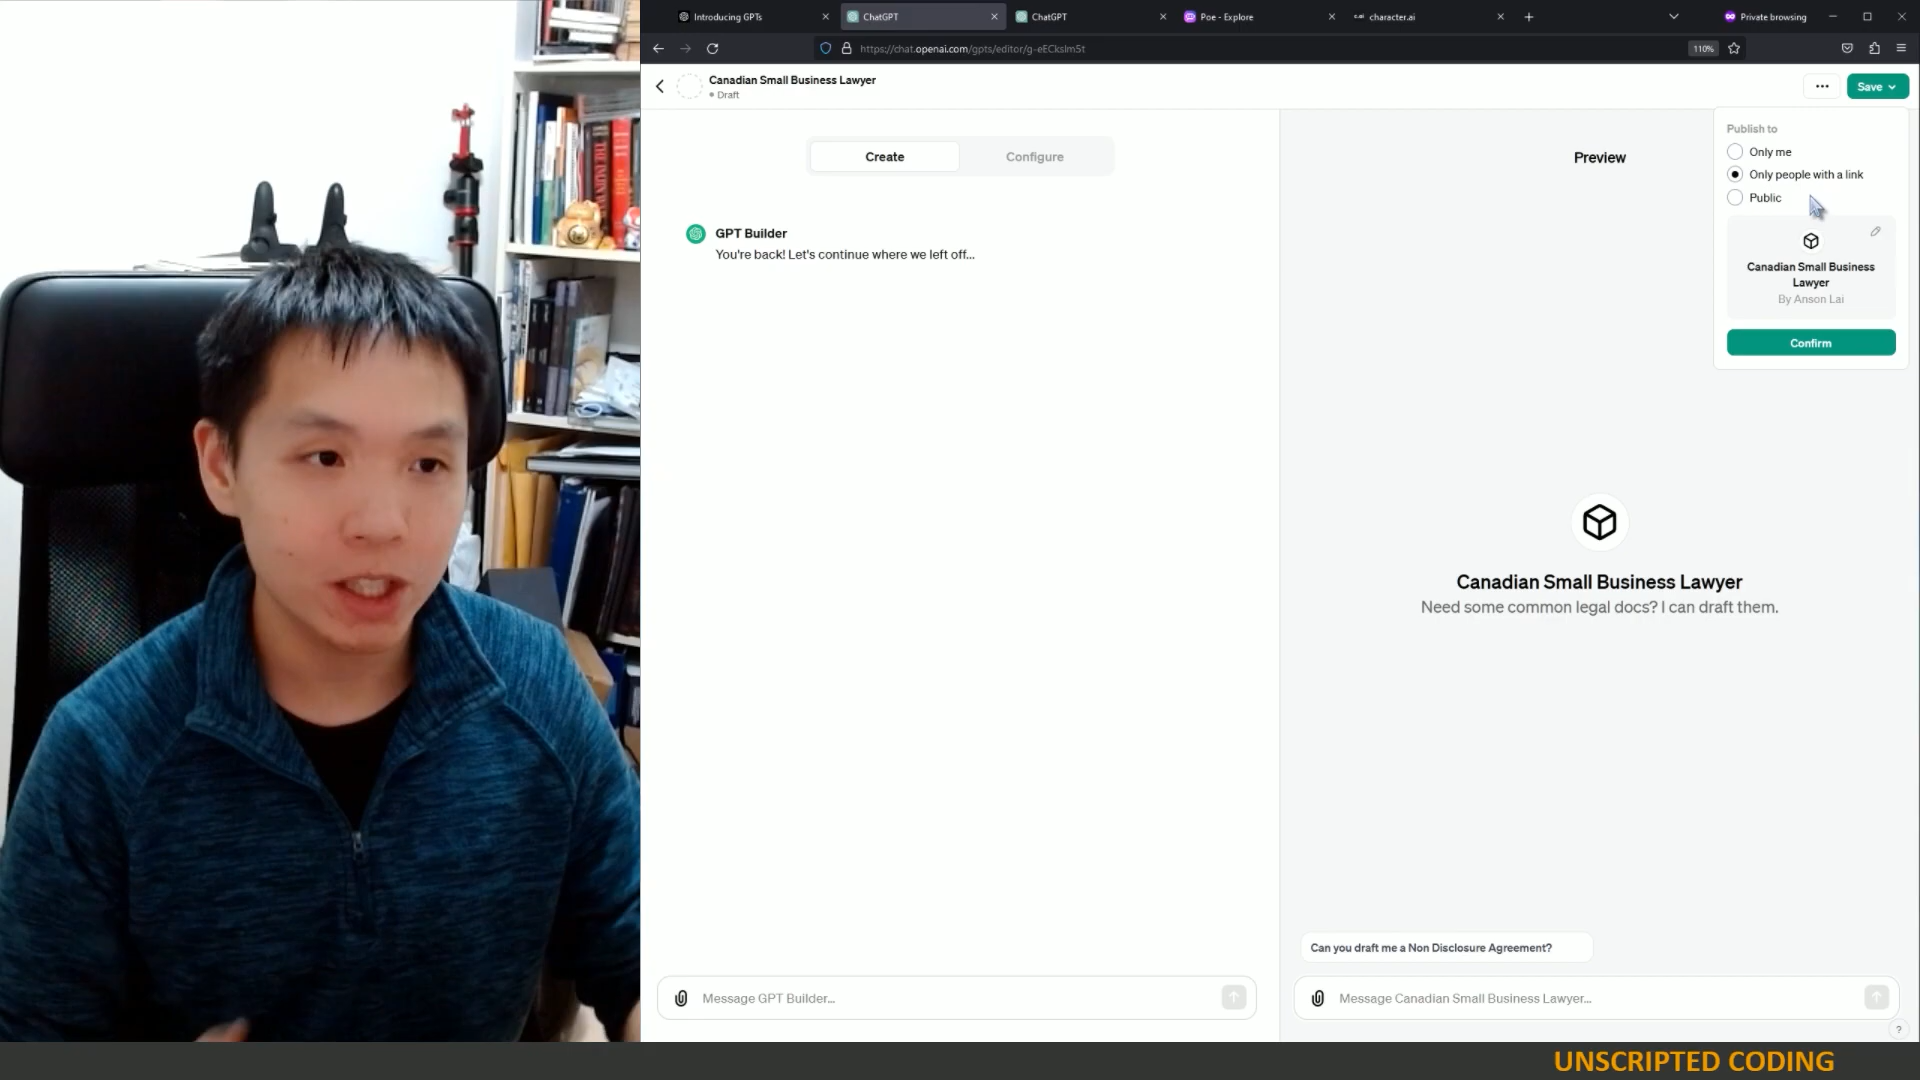 Introducing GPTs
ChatGPT
ChatGPT
Poe - Explore
c.ai
character.ai
Private browsing
https://chat.openai.com/gpts/editor/g-eECkslm5t
110%
Canadian Small Business Lawyer
Draft
Save
Create
Configure
GPT Builder
You're back! Let's continue where we left off...
Preview
Publish to
Only me
Only people with a link
Public
Canadian Small Business
Lawyer
By Anson Lai
Confirm
Canadian Small Business Lawyer
Need some common legal docs? I can draft them.
Can you draft me a Non Disclosure Agreement?
Message GPT Builder...
Message Canadian Small Business Lawyer...
?
UNSCRIPTED CODING